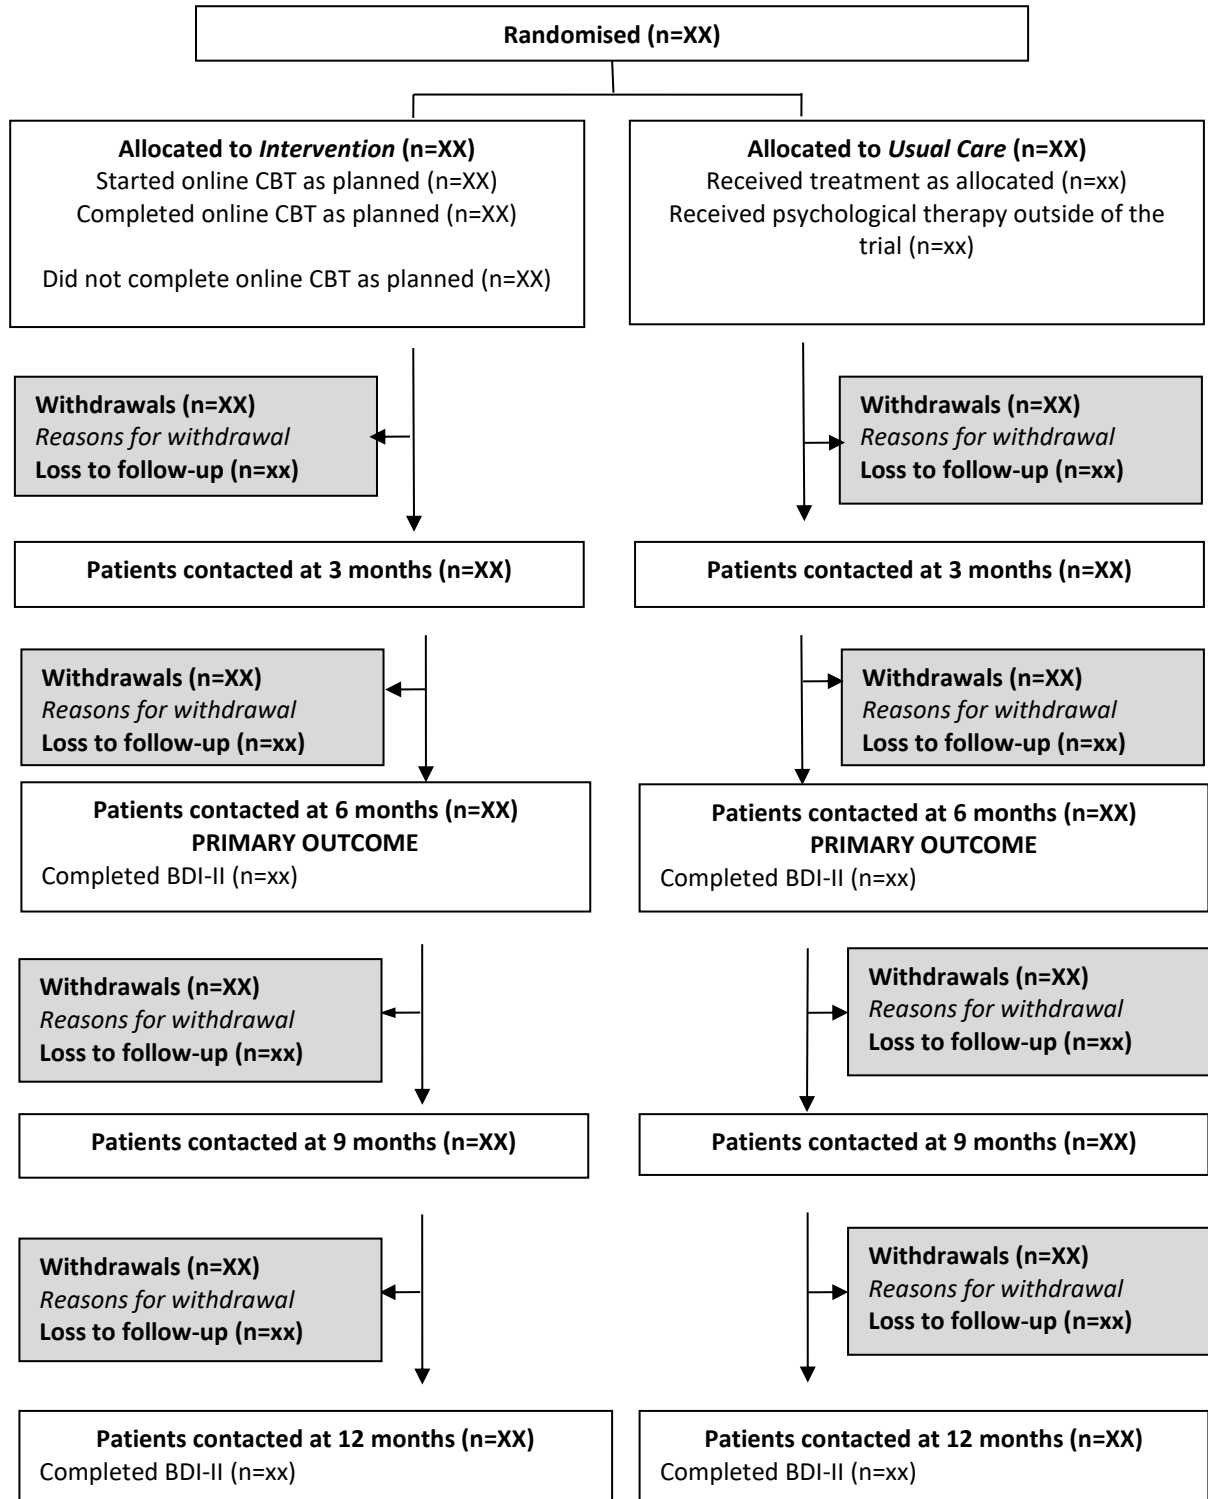 Randomised (n=XX)
Allocated to Intervention (n=XX)
Started online CBT as planned (n=XX)
Completed online CBT as planned (n=XX)
Did not complete online CBT as planned (n=XX)
Allocated to Usual Care (n=XX)
Received treatment as allocated (n=xx)
Received psychological therapy outside of the
trial (n=xx)
Withdrawals (n=XX)
Reasons for withdrawal
Loss to follow-up (n=xx)
Withdrawals (n=XX)
Reasons for withdrawal
Loss to follow-up (n=xx)
Patients contacted at 3 months (n=XX)
Patients contacted at 3 months (n=XX)
Withdrawals (n=XX)
Reasons for withdrawal
Loss to follow-up (n=xx)
Withdrawals (n=XX)
Reasons for withdrawal
Loss to follow-up (n=xx)
Patients contacted at 6 months (n=XX)
PRIMARY OUTCOME
Completed BDI-II (n=xx)
Patients contacted at 6 months (n=XX)
PRIMARY OUTCOME
Completed BDI-II (n=xx)
Withdrawals (n=XX)
Reasons for withdrawal
Loss to follow-up (n=xx)
Withdrawals (n=XX)
Reasons for withdrawal
Loss to follow-up (n=xx)
Patients contacted at 9 months (n=XX)
Patients contacted at 9 months (n=XX)
Withdrawals (n=XX)
Reasons for withdrawal
Loss to follow-up (n=xx)
Withdrawals (n=XX)
Reasons for withdrawal
Loss to follow-up (n=xx)
Patients contacted at 12 months (n=XX)
Completed BDI-II (n=xx)
Patients contacted at 12 months (n=XX)
Completed BDI-II (n=xx)